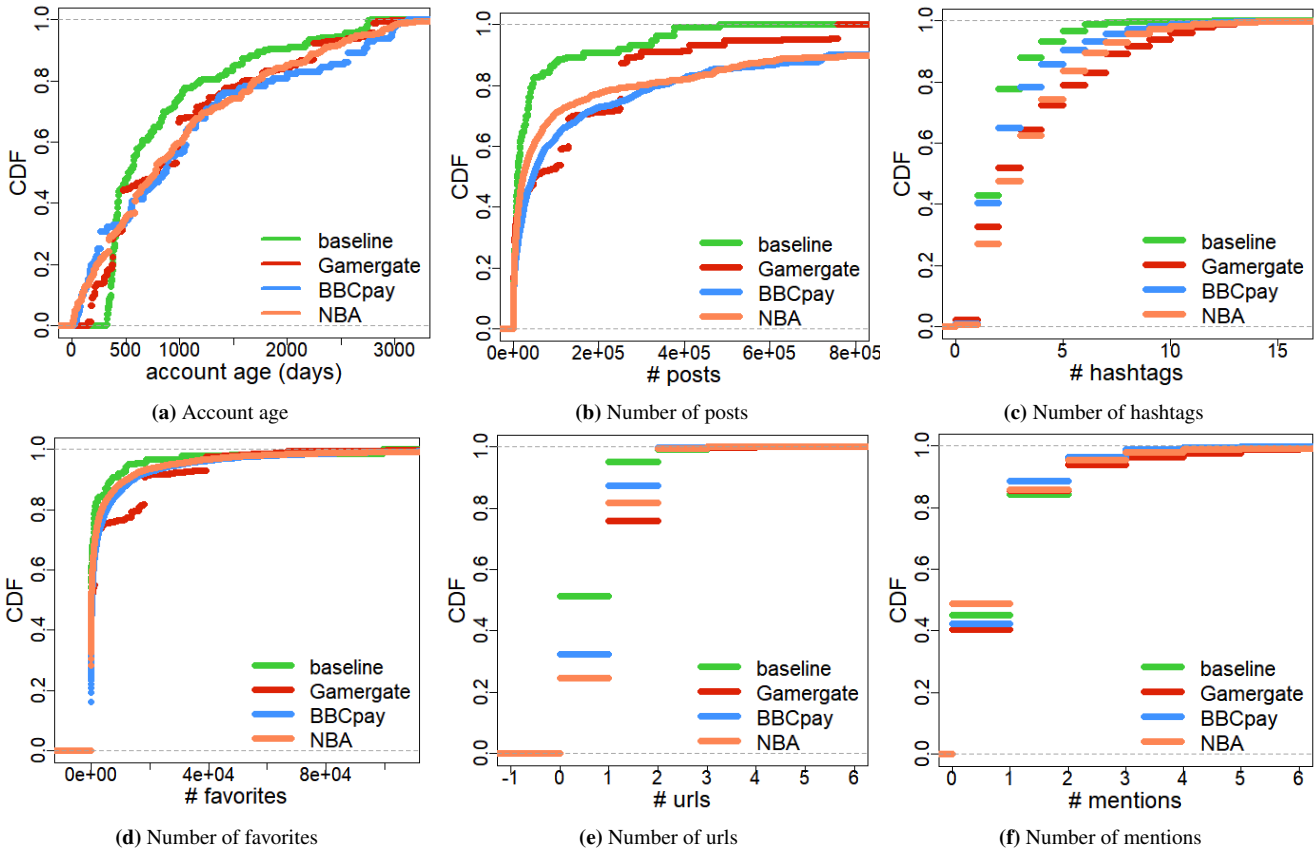 CDF
0.0 0.2 0.4 0.6 0.8 1.0
baseline
Gamergate
BBCpay
NBA
0 500 1000 2000 3000
account age (days)
(a) Account age
CDF
0.0 0.2 0.4 0.6 0.8 1.0
baseline
Gamergate
BBCpay
NBA
0e+00 2e+05 4e+05 6e+05 8e+05
# posts
(b) Number of posts
CDF
0.0 0.2 0.4 0.6 0.8 1.0
baseline
Gamergate
BBCpay
NBA
0 5 10 15
# hashtags
(c) Number of hashtags
CDF
0.0 0.2 0.4 0.6 0.8 1.0
baseline
Gamergate
BBCpay
NBA
0e+00 4e+04 8e+04
# favorites
(d) Number of favorites
CDF
0.0 0.2 0.4 0.6 0.8 1.0
baseline
Gamergate
BBCpay
NBA
-1 0 1 2 3 4 5 6
# urls
(e) Number of urls
CDF
0.0 0.2 0.4 0.6 0.8 1.0
baseline
Gamergate
BBCpay
NBA
0 1 2 3 4 5 6
# mentions
(f) Number of mentions